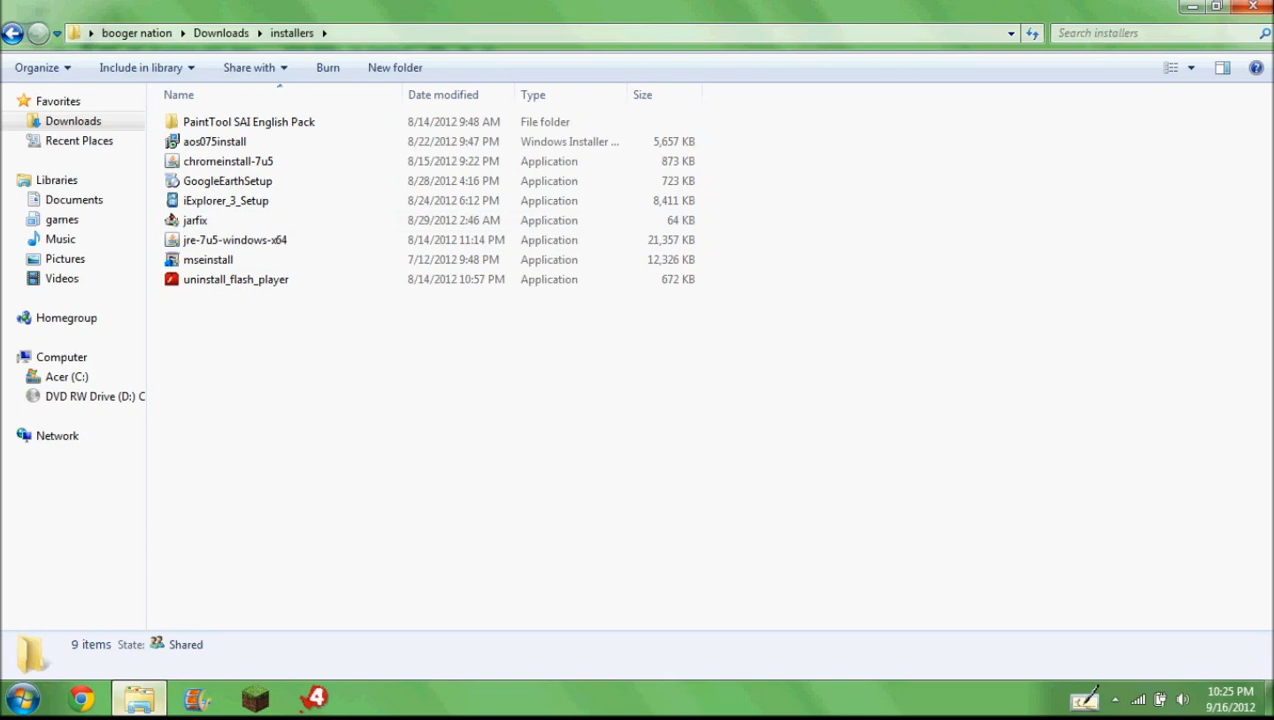 booger nation Downloads installers Search installers
Organize Include in library Share with Burn New folder
Name Date modified Type Size
Favorites
Downloads
Recent Places
Libraries
Documents
games
Music
Pictures
Videos
Homegroup
Computer
Acer (C:)
DVD RW Drive (D:) C
Network
PaintTool SAI English Pack 8/14/2012 9:48 AM File folder
aos075install 8/22/2012 9:47 PM Windows Installer ... 5,657 KB
chromeinstall-7u5 8/15/2012 9:22 PM Application 873 KB
GoogleEarthSetup 8/28/2012 4:16 PM Application 723 KB
iExplorer_3_Setup 8/24/2012 6:12 PM Application 8,411 KB
jarfix 8/29/2012 2:46 AM Application 64 KB
jre-7u5-windows-x64 8/14/2012 11:14 PM Application 21,357 KB
mseinstall 7/12/2012 9:48 PM Application 12,326 KB
uninstall_flash_player 8/14/2012 10:57 PM Application 672 KB
9 items State: Shared
4
10:25 PM
9/16/2012